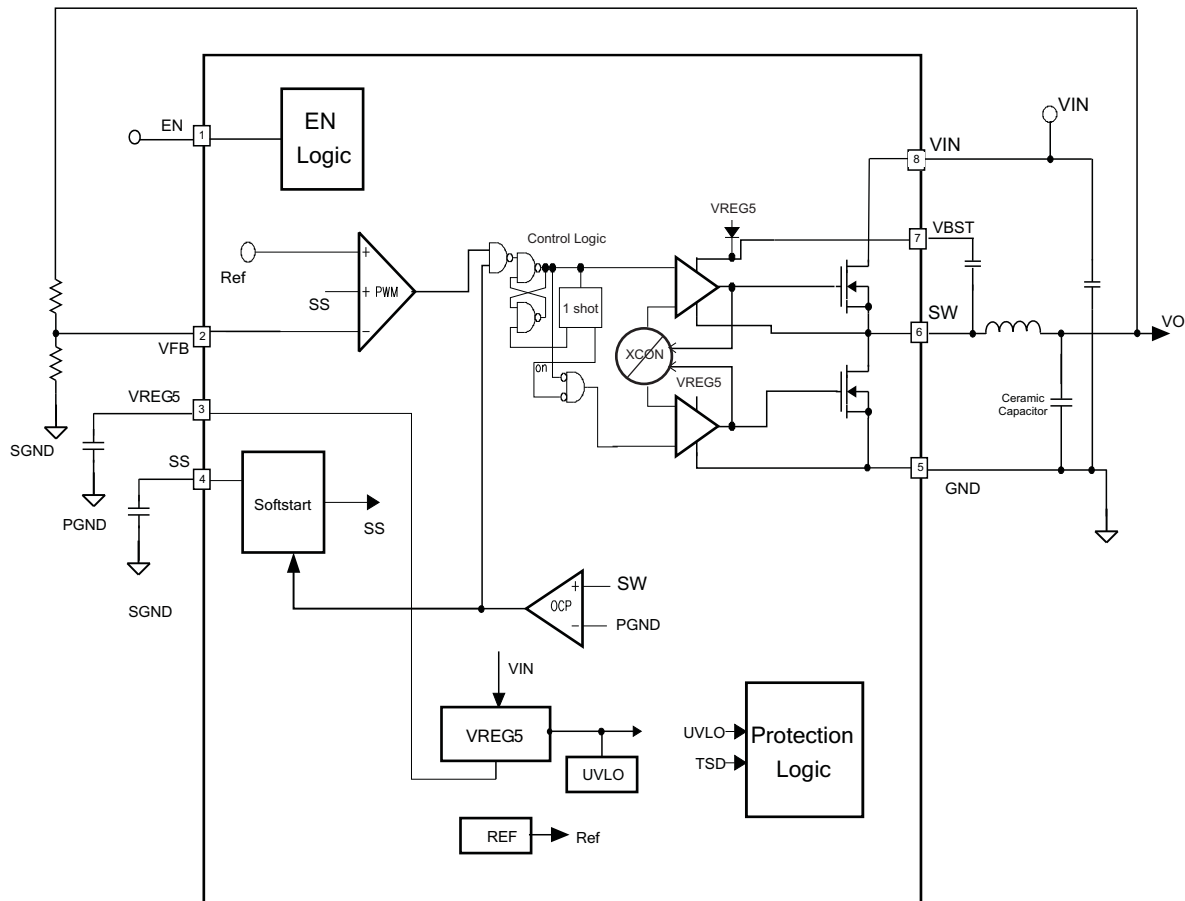 EN
1
EN
Logic
VIN
VIN
8
VREG5
VBST
7
Control Logic
Ref
+
SS
+
PWM
-
1 shot
SW
6
VO
2
VFB
XCON
on
VREG5
VREG5
3
Ceramic
Capacitor
SGND
SS
4
5
GND
PGND
Softstart
SS
SGND
+
SW
OCP
-
PGND
VIN
VREG5
UVLO
UVLO
TSD
Protection
Logic
REF
Ref